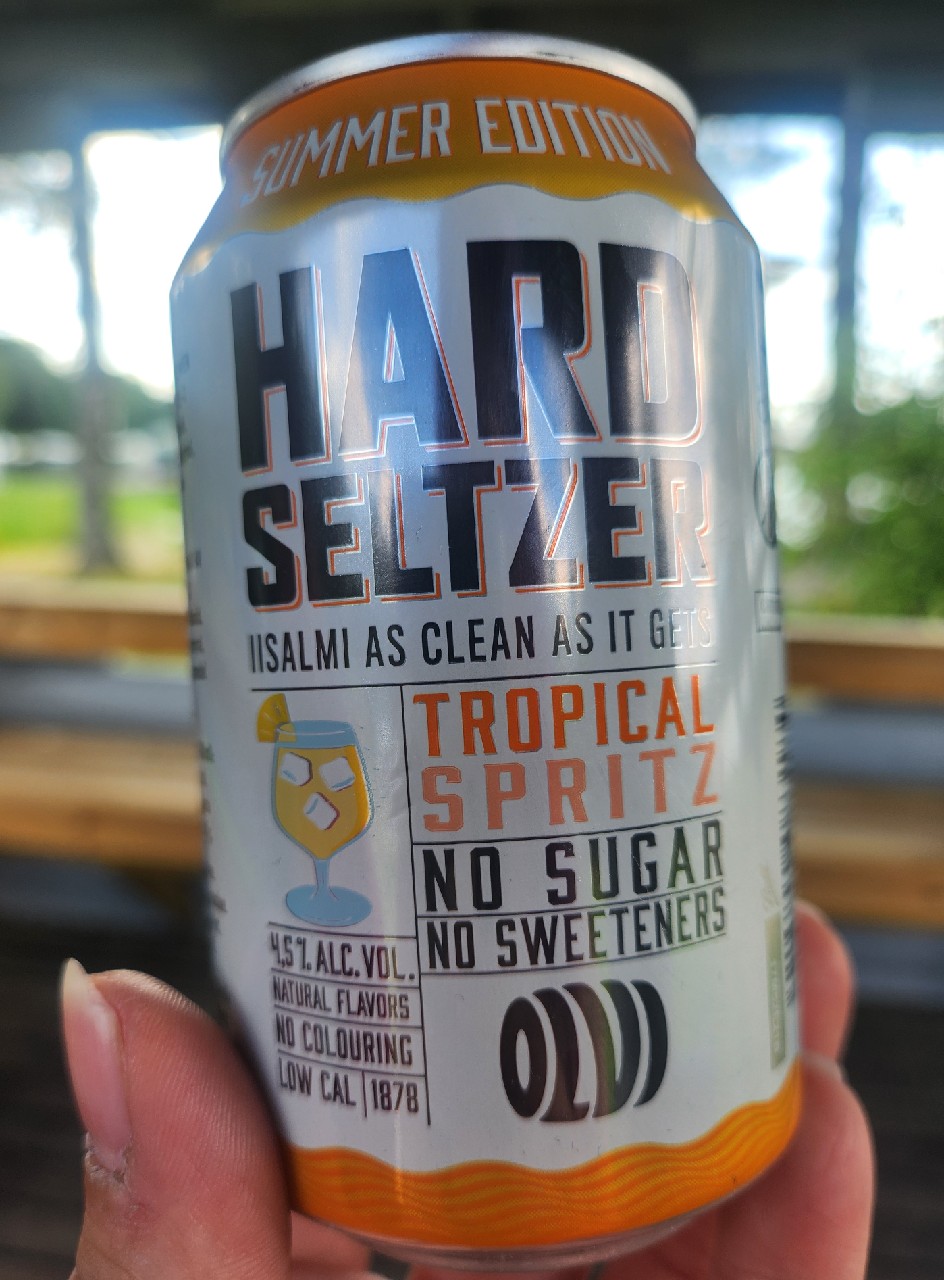 SUMMER EDITION
HARD
SELTZER
IISALMI AS CLEAN AS IT GETS
TROPICAL
SPRITZ
NO SUGAR
NO SWEETENERS
4,5% ALC. VOL.
NATURAL FLAVORS
NO COLOURING
LOW CAL 1878
OLVI